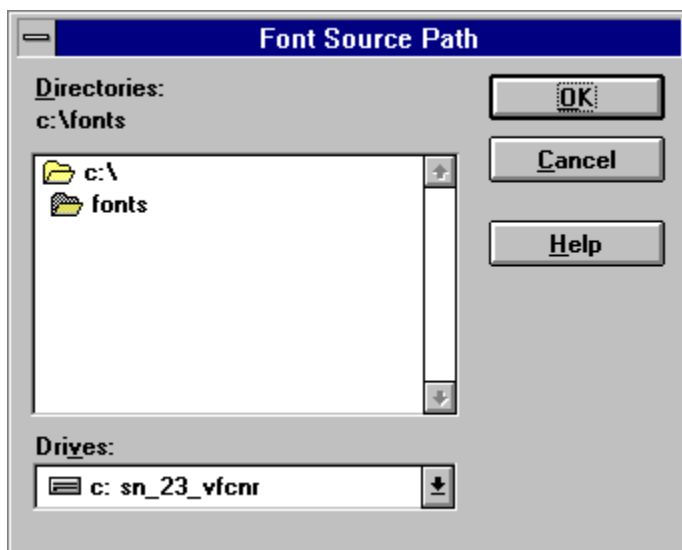 Font Source Path
Directories:
c:\fonts
OK
Cancel
Help
c:\
fonts
Drives:
c: sn_23_vfcnr